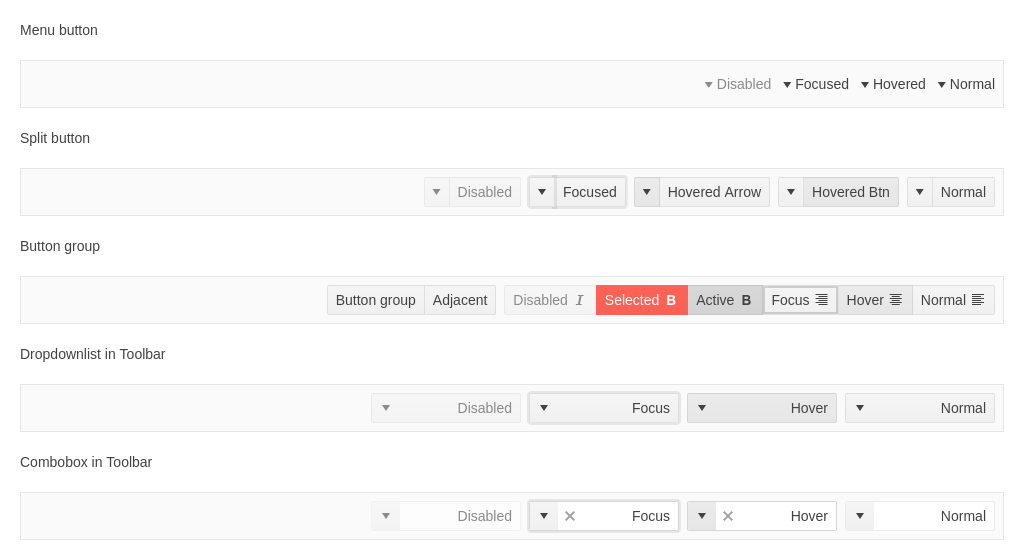 Menu button
Disabled Focused Hovered Normal
Split button
Disabled Focused Hovered Arrow Hovered Btn Normal
Button group
Button group Adjacent Disabled Selected Active Focus Hover Normal
Dropdownlist in Toolbar
Disabled Focus Hover Normal
Combobox in Toolbar
Disabled Focus Hover Normal